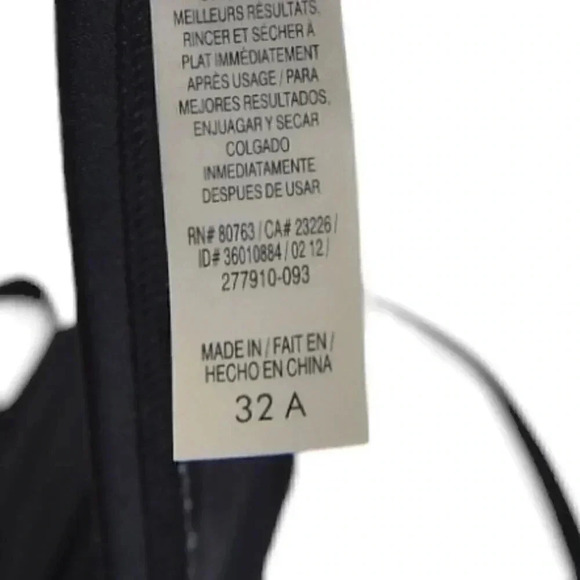 MEILLEURS RÉSULTATS,
RINCER ET SÉCHER À
PLAT IMMÉDIATEMENT
APRÈS USAGE / PARA
MEJORES RESULTADOS,
ENJUAGAR Y SECAR
COLGADO
INMEDIATAMENTE
DESPUES DE USAR
RN# 80763 / CA# 23226 /
ID# 36010884 / 02 12 /
277910-093
MADE IN / FAIT EN /
HECHO EN CHINA
32 A